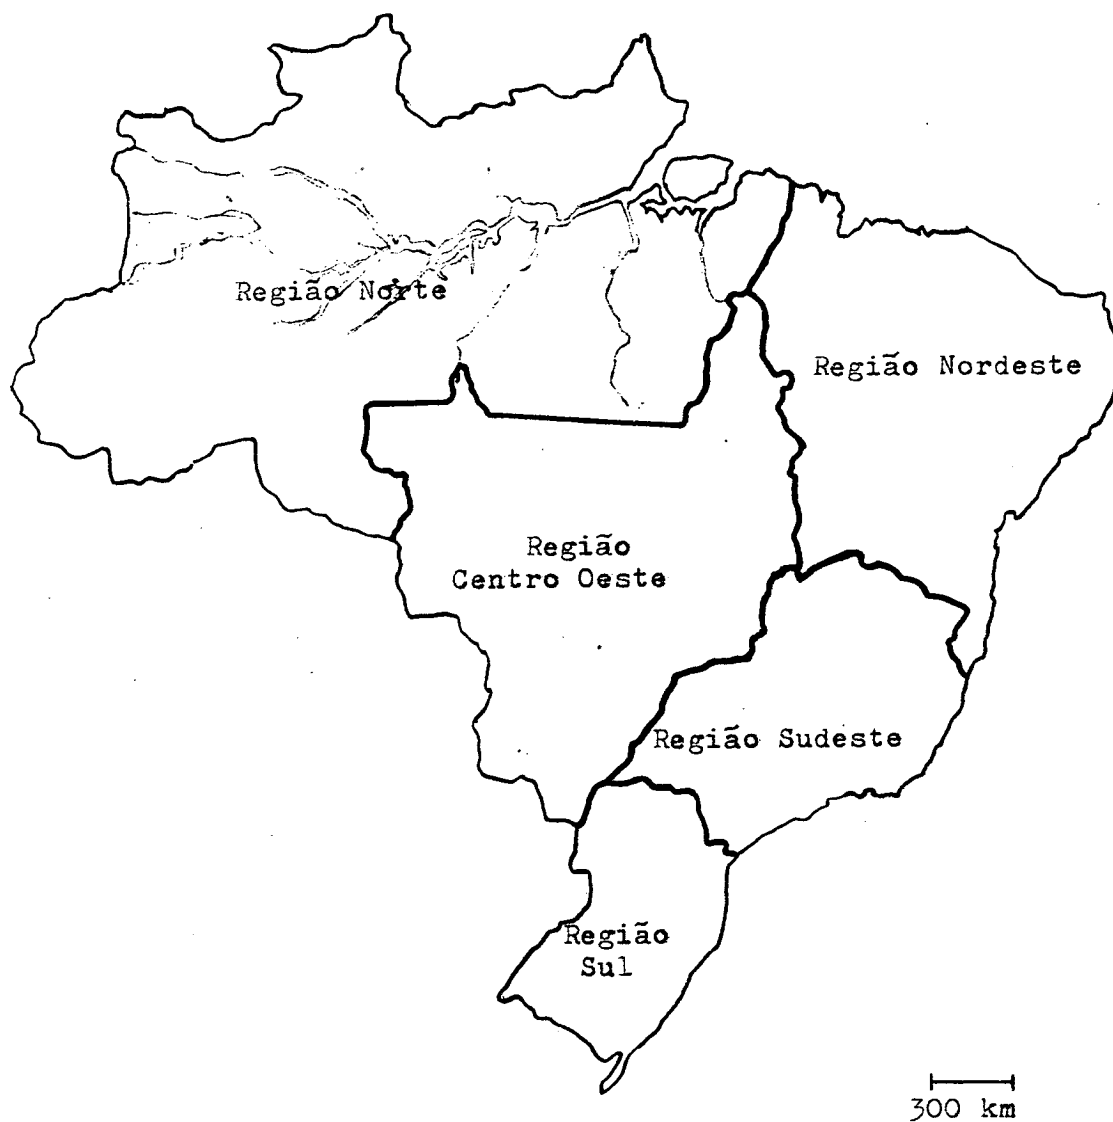 Região Norte
Região Nordeste
Região
Centro Oeste
Região Sudeste
Região
Sul
300 km